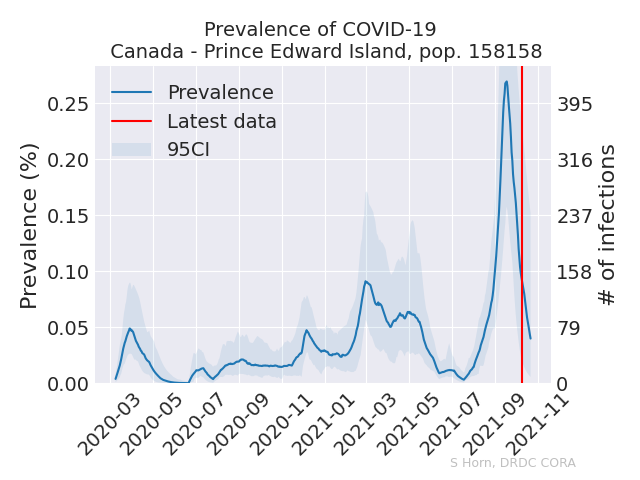 Prevalence of COVID-19
Canada - Prince Edward Island, pop. 158158
Prevalence
Latest data
95CI
Prevalence (%)
0.25
0.20
0.15
0.10
0.05
0.00
395
316
237
158
79
0
# of infections
2020-03
2020-05
2020-07
2020-09
2020-11
2021-01
2021-03
2021-05
2021-07
2021-09
2021-11
S Horn, DRDC CORA